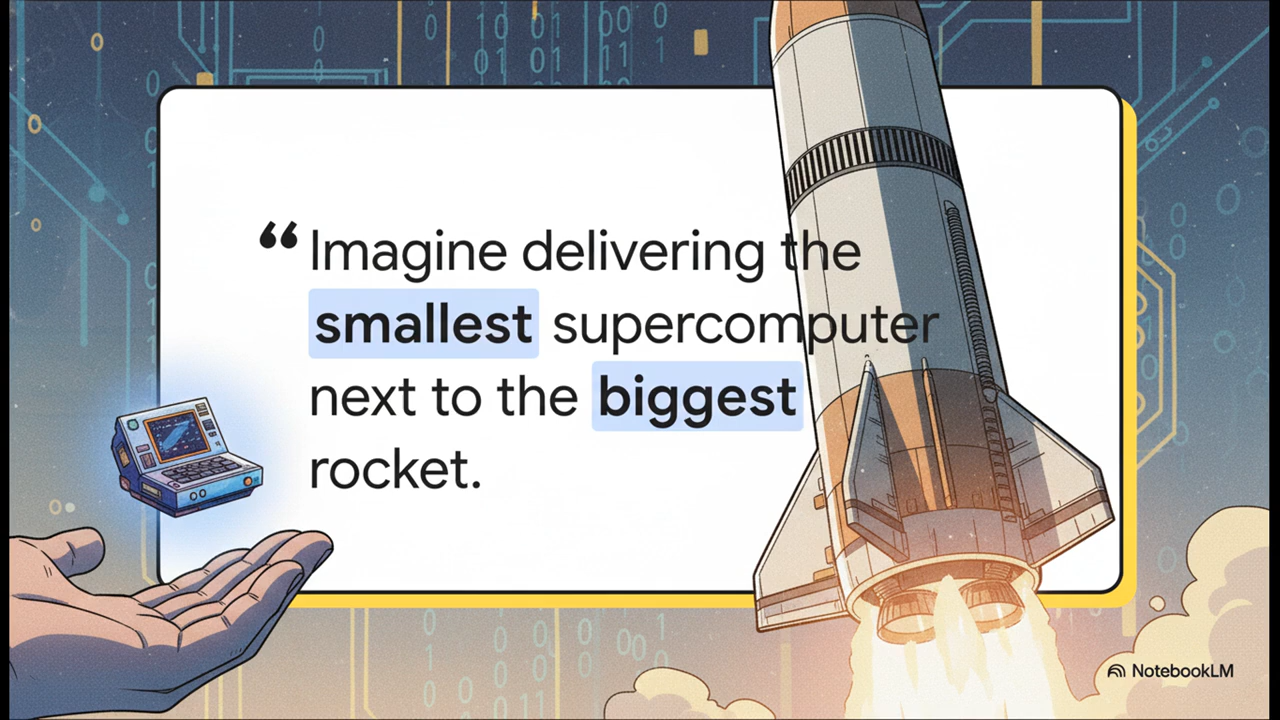 “Imagine delivering the
smallest supercomputer
next to the biggest
rocket.
NotebookLM